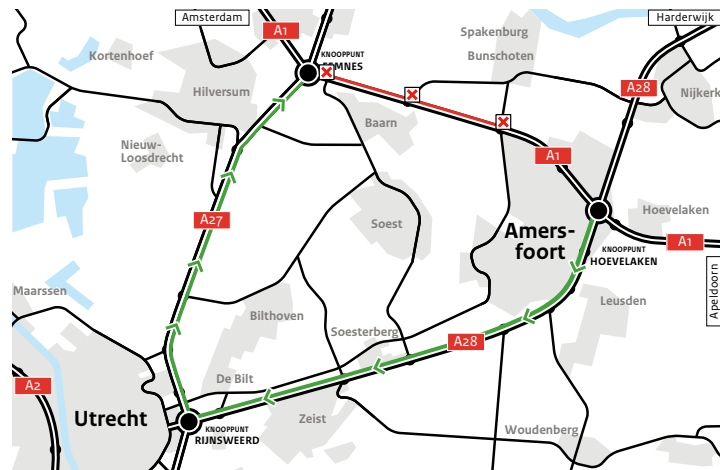 Amsterdam
Harderwijk
A1
Spakenburg
Bunschoten
Kortenhoef
KNOOPPUNT
Hilversum
A28
Nijkerk
Baarn
Nieuw-
Loosdrecht
A1
A27
Soest
Hoevelaken
Amers-
foort
KNOOPPUNT
HOEVELAKEN
A1
Apeldoorn
Maarssen
Leusden
Bilthoven
Soesterberg
A28
De Bilt
A2
Utrecht
KNOOPPUNT
RIJNSWEERD
Zeist
Woudenberg